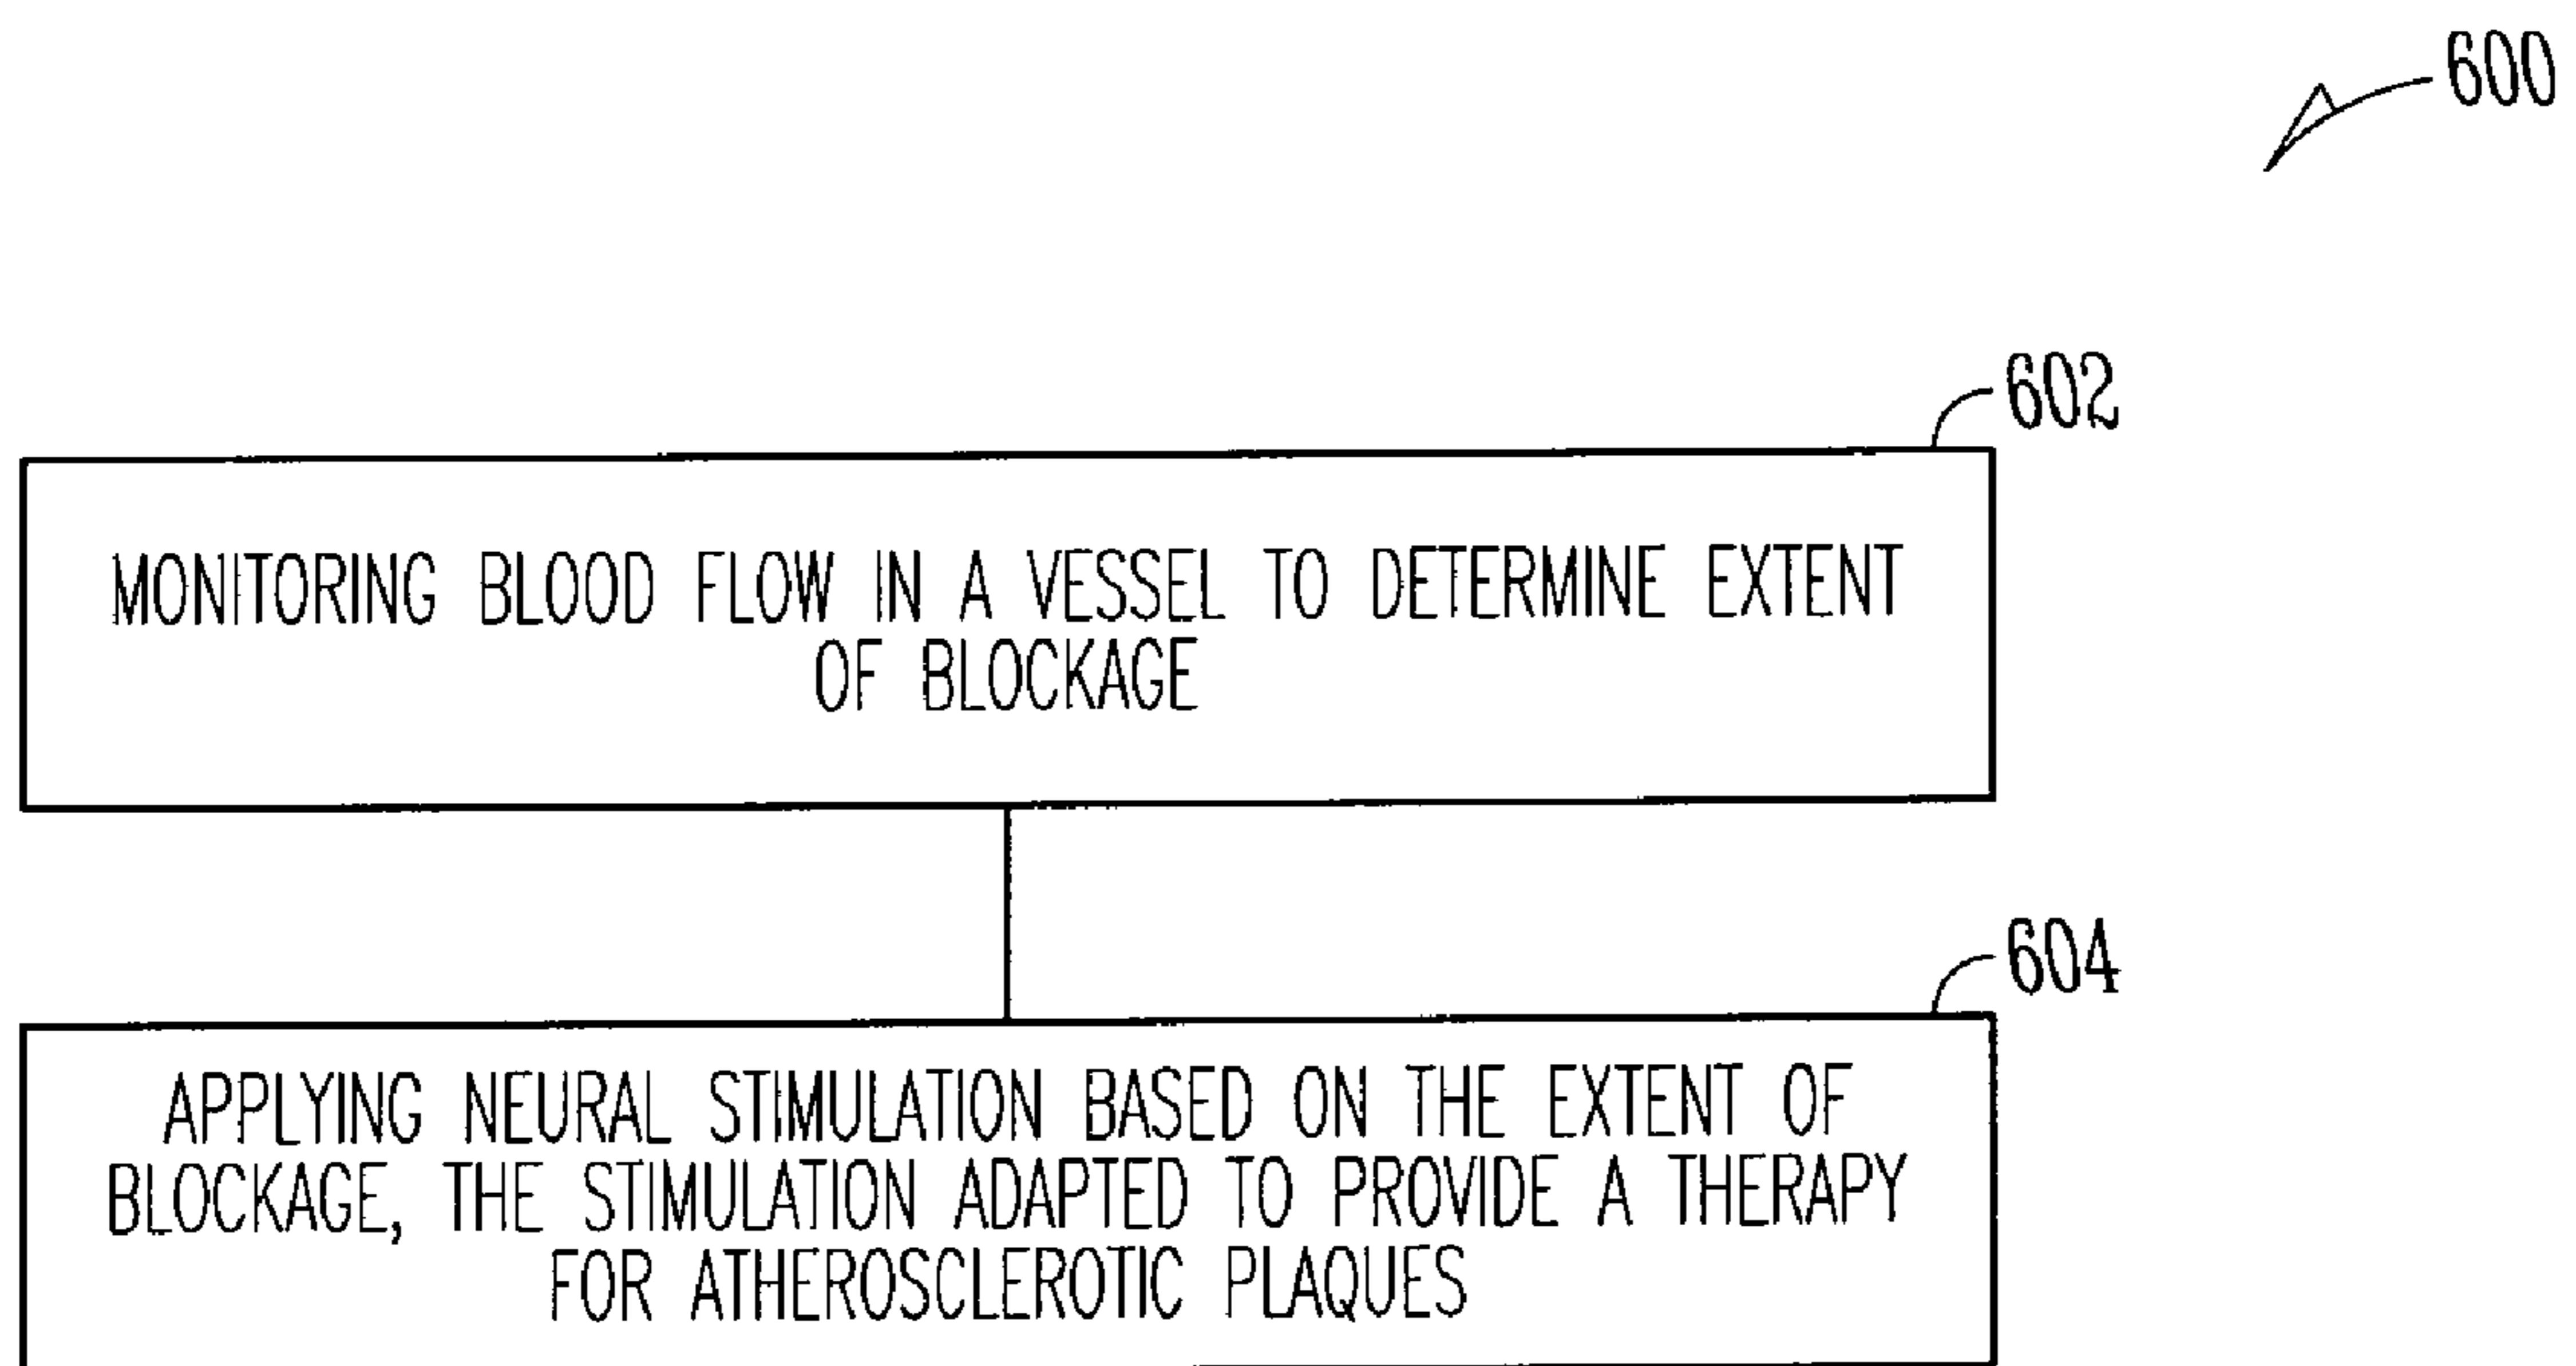 600
602
MONITORING BLOOD FLOW IN A VESSEL TO DETERMINE EXTENT
OF BLOCKAGE
604
APPLYING NEURAL STIMULATION BASED ON THE EXTENT OF
BLOCKAGE, THE STIMULATION ADAPTED TO PROVIDE A THERAPY
FOR ATHEROSCLEROTIC PLAQUES